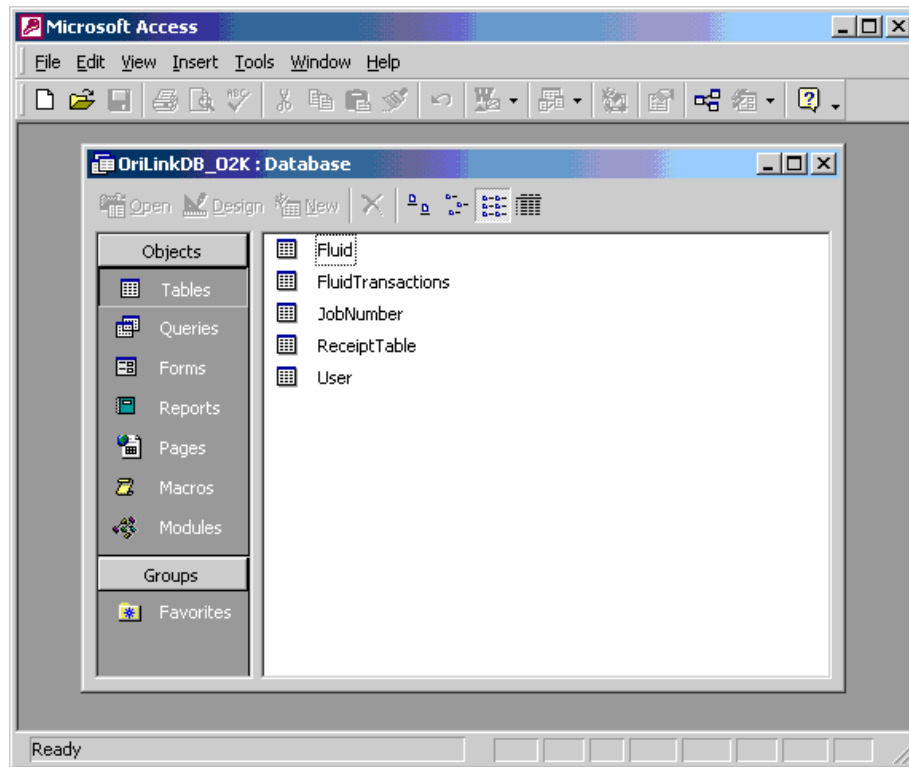 Microsoft Access
File Edit View Insert Tools Window Help
OriLinkDB_O2K : Database
Open Design New
Objects
Tables
Queries
Forms
Reports
Pages
Macros
Modules
Groups
Favorites
Fluid
FluidTransactions
JobNumber
ReceiptTable
User
Ready